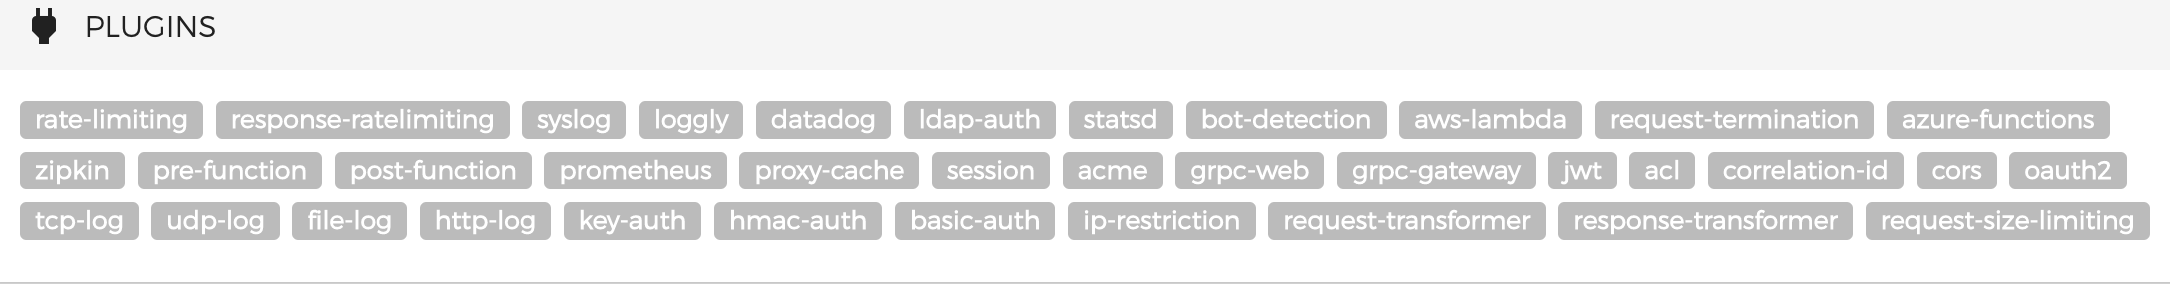 PLUGINS
rate-limiting response-ratelimiting syslog loggly datadog ldap-auth statsd bot-detection aws-lambda request-termination azure-functions
zipkin pre-function post-function prometheus proxy-cache session acme grpc-web grpc-gateway jwt acl correlation-id cors oauth2
tcp-log udp-log file-log http-log key-auth hmac-auth basic-auth ip-restriction request-transformer response-transformer request-size-limiting